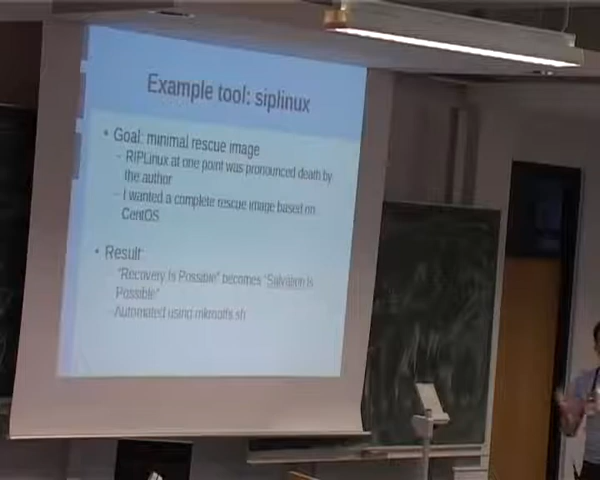 Example tool: siplinux
• Goal: minimal rescue image
– RIPLinux at one point was pronounced death by
the author
– I wanted a complete rescue image based on
CentOS
• Result:
"Recovery Is Possible" becomes "Salvation Is
Possible"
Automated using mkrootfs.sh